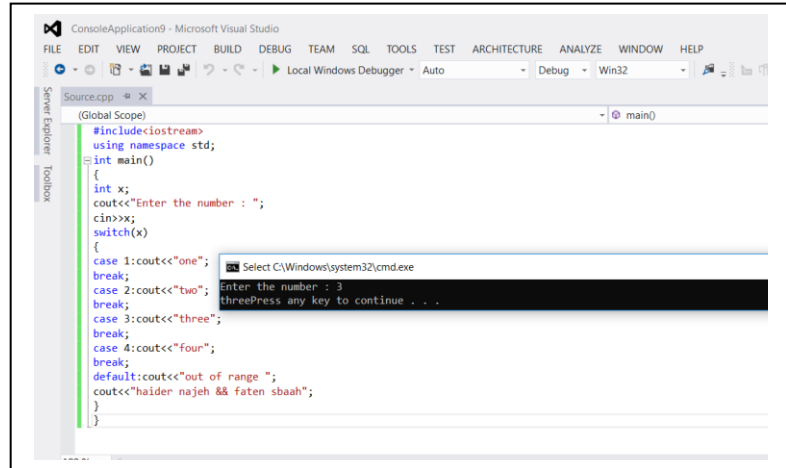 ConsoleApplication9 - Microsoft Visual Studio
FILE EDIT VIEW PROJECT BUILD DEBUG TEAM SQL TOOLS TEST ARCHITECTURE ANALYZE WINDOW HELP
Local Windows Debugger Auto Debug Win32
Server Explorer
Toolbox
Source.cpp
(Global Scope) main()
#include<iostream>
using namespace std;
int main()
{
int x;
cout<<"Enter the number : ";
cin>>x;
switch(x)
{
case 1:cout<<"one";
break;
case 2:cout<<"two";
break;
case 3:cout<<"three";
break;
case 4:cout<<"four";
break;
default:cout<<"out of range ";
cout<<"haider najeh && faten sbaah";
}
}
Select C:\Windows\system32\cmd.exe
Enter the number : 3
threePress any key to continue . . .